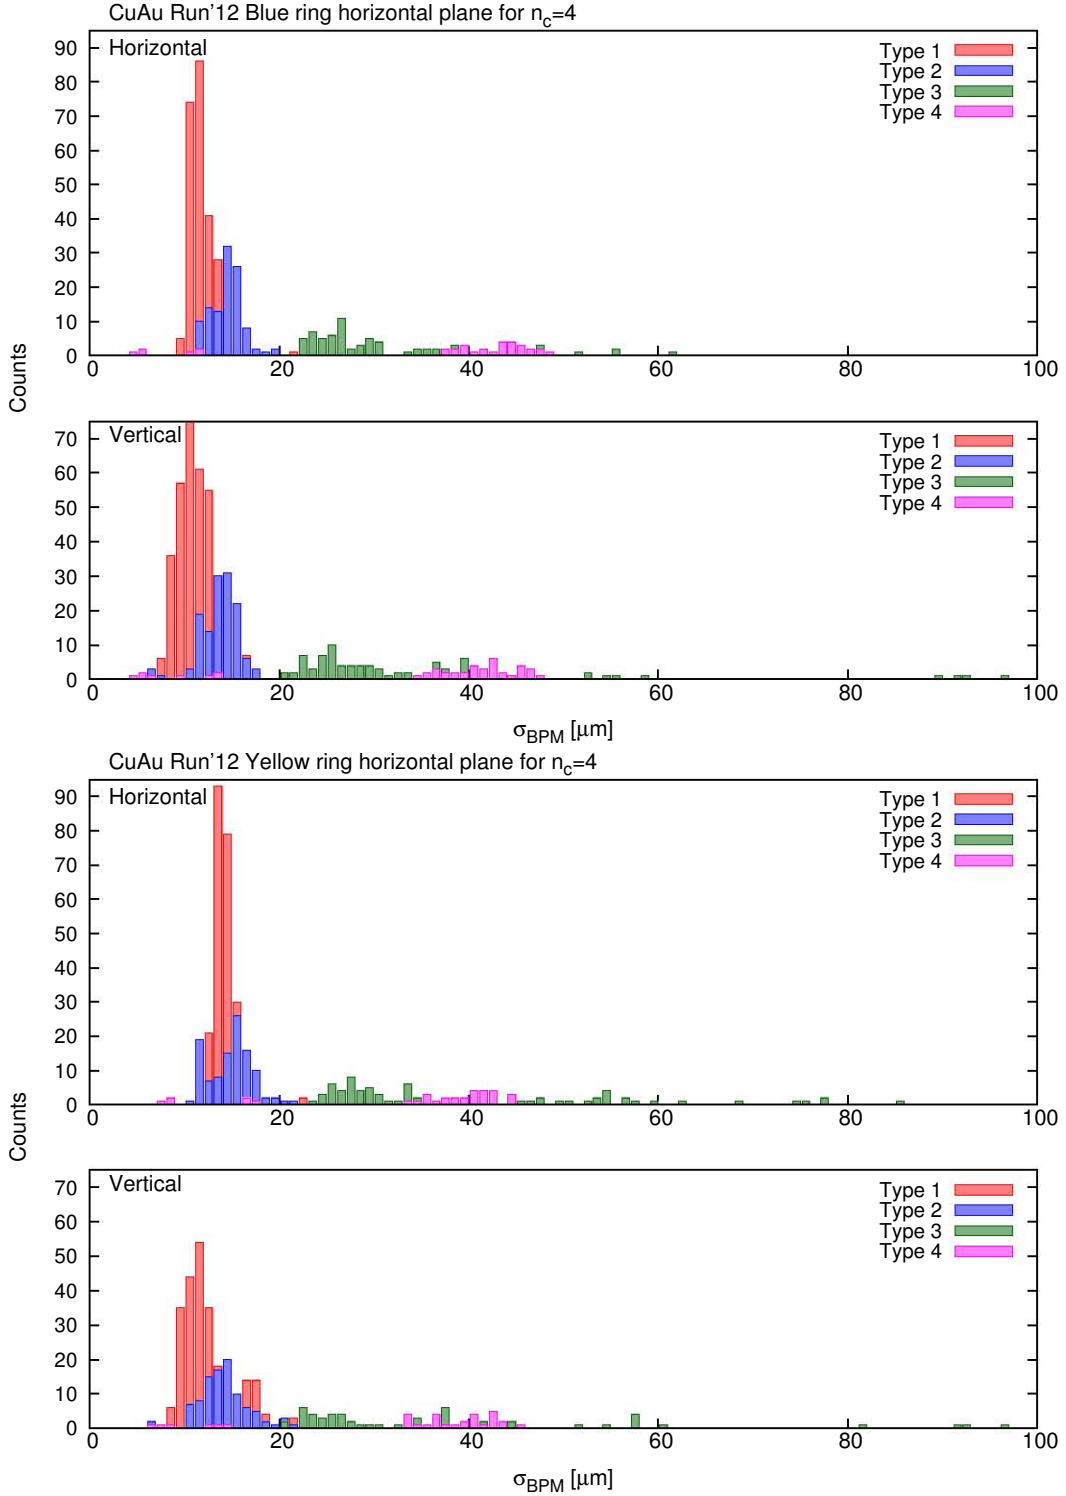 CuAu Run'12 Blue ring horizontal plane for n_c=4
Horizontal
Type 1
Type 2
Type 3
Type 4
90
80
70
60
50
40
30
20
10
0
0 20 40 60 80 100
Counts
Vertical
Type 1
Type 2
Type 3
Type 4
70
60
50
40
30
20
10
0
0 20 40 60 80 100
σBPM [μm]
CuAu Run'12 Yellow ring horizontal plane for n_c=4
Horizontal
Type 1
Type 2
Type 3
Type 4
90
80
70
60
50
40
30
20
10
0
0 20 40 60 80 100
Counts
Vertical
Type 1
Type 2
Type 3
Type 4
70
60
50
40
30
20
10
0
0 20 40 60 80 100
σBPM [μm]